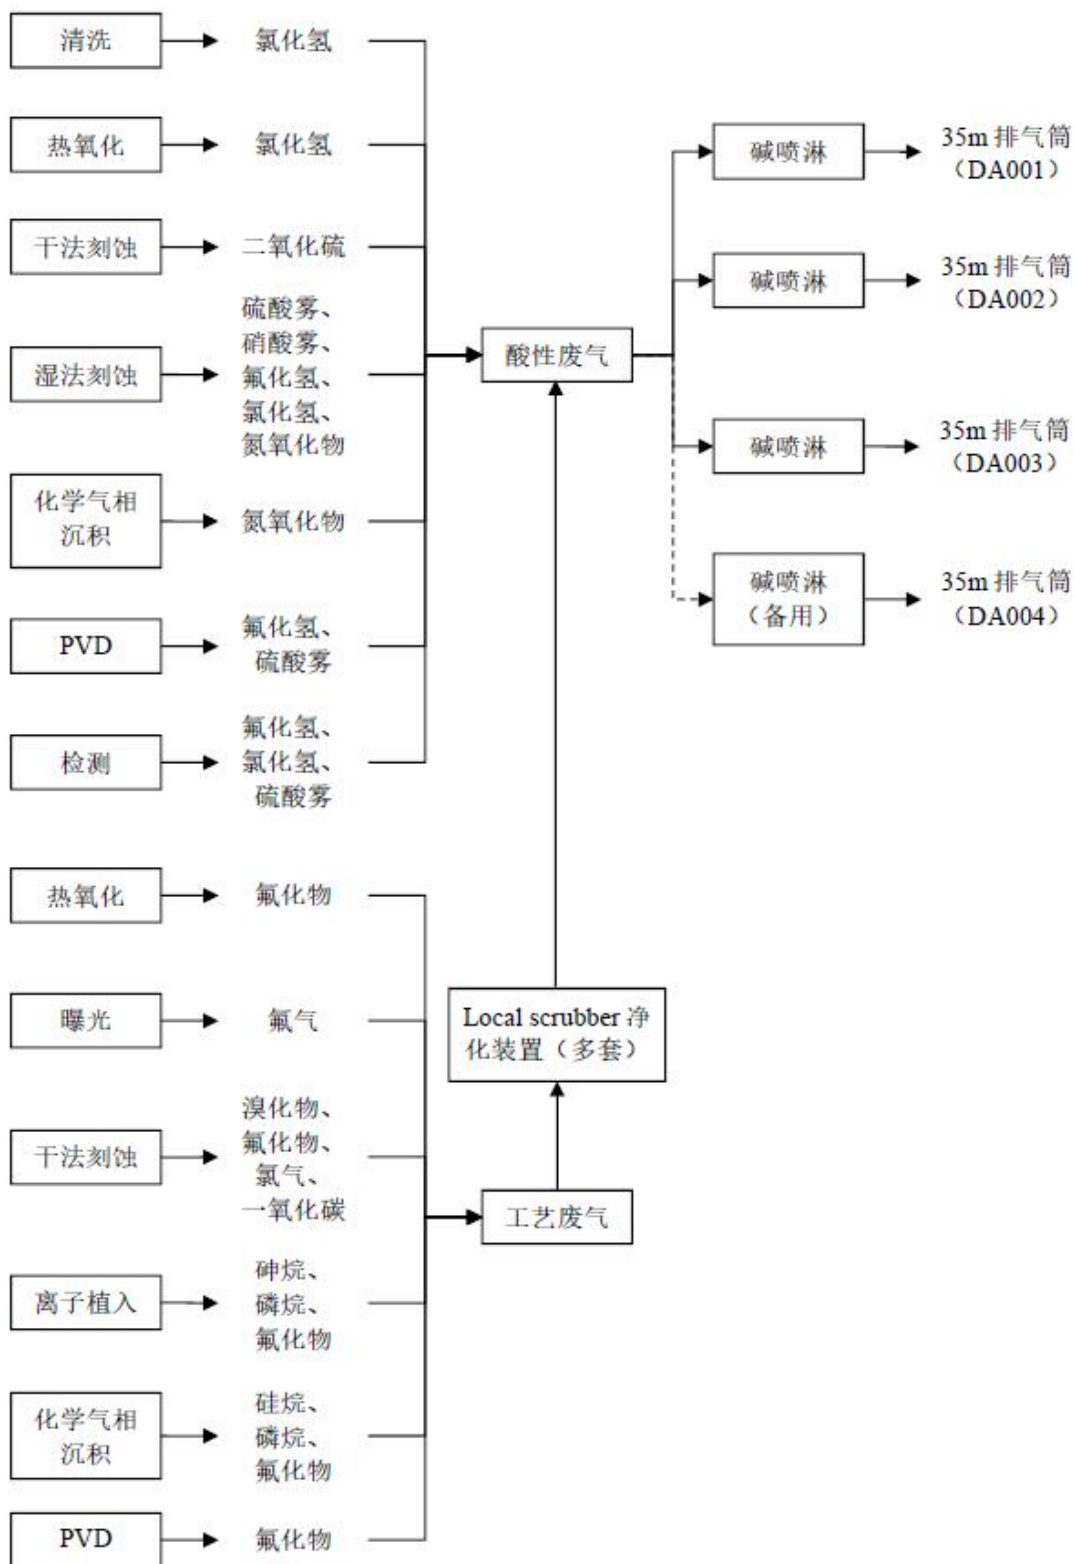 清洗
氯化氢
热氧化
氯化氢
干法刻蚀
二氧化硫
湿法刻蚀
硫酸雾、
硝酸雾、
氟化氢、
氯化氢、
氮氧化物
化学气相
沉积
氮氧化物
PVD
氟化氢、
硫酸雾
检测
氟化氢、
氯化氢、
硫酸雾
酸性废气
碱喷淋
35m 排气筒
（DA001）
碱喷淋
35m 排气筒
（DA002）
碱喷淋
35m 排气筒
（DA003）
碱喷淋
（备用）
35m 排气筒
（DA004）
热氧化
氟化物
曝光
氟气
干法刻蚀
溴化物、
氟化物、
氯气、
一氧化碳
离子植入
砷烷、
磷烷、
氟化物
化学气相
沉积
硅烷、
磷烷、
氟化物
PVD
氟化物
Local scrubber 净
化装置（多套）
工艺废气